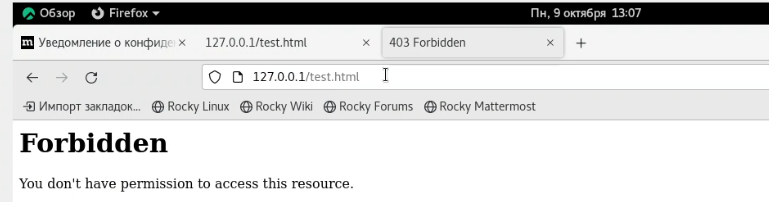 Обзор Firefox Пн, 9 октября 13:07
Уведомление о конфиде 127.0.0.1/test.html 403 Forbidden
127.0.0.1/test.html
Импорт закладок... Rocky Linux Rocky Wiki Rocky Forums Rocky Mattermost
Forbidden
You don't have permission to access this resource.